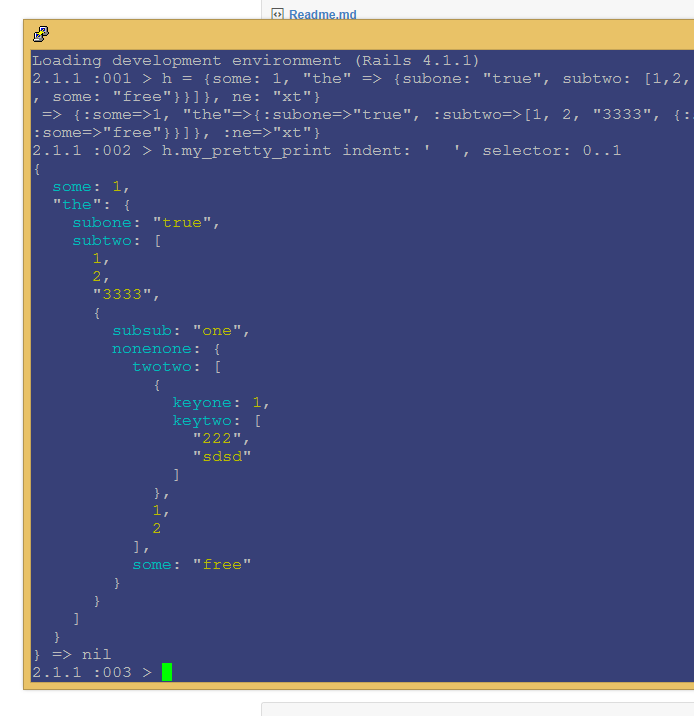 Readme.md
Loading development environment (Rails 4.1.1)
2.1.1 :001 > h = {some: 1, "the" => {subone: "true", subtwo: [1,2,
, some: "free"}}]}, ne: "xt"}
 => {:some=>1, "the"=>{:subone=>"true", :subtwo=>[1, 2, "3333", {:
:some=>"free"}}]}, :ne=>"xt"}
2.1.1 :002 > h.my_pretty_print indent: '  ', selector: 0..1
{
  some: 1,
  "the": {
    subone: "true",
    subtwo: [
      1,
      2,
      "3333",
      {
        subsub: "one",
        nonenone: {
          twotwo: [
            {
              keyone: 1,
              keytwo: [
                "222",
                "sdsd"
              ]
            },
            1,
            2
          ],
          some: "free"
        }
      }
    ]
  }
} => nil
2.1.1 :003 >